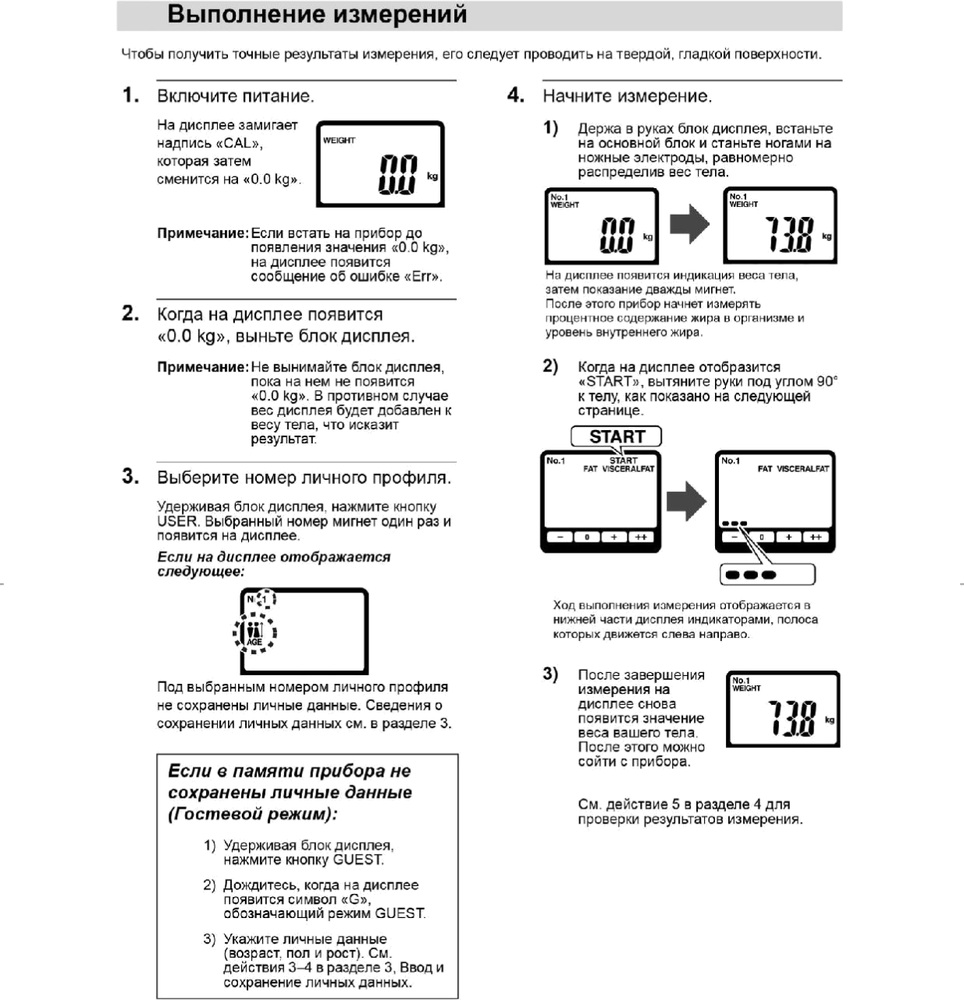 Выполнение измерений
Чтобы получить точные результаты измерения, его следует проводить на твердой, гладкой поверхности.
1. Включите питание.
На дисплее замигает
надпись «CAL»,
которая затем
сменится на «0.0 kg».
WEIGHT
0.0 kg
Примечание: Если встать на прибор до
появления значения «0.0 kg»,
на дисплее появится
сообщение об ошибке «Err».
2. Когда на дисплее появится
«0.0 kg», выньте блок дисплея.
Примечание: Не вынимайте блок дисплея,
пока на нем не появится
«0.0 kg». В противном случае
вес дисплея будет добавлен к
весу тела, что исказит
результат.
3. Выберите номер личного профиля.
Удерживая блок дисплея, нажмите кнопку
USER. Выбранный номер мигнет один раз и
появится на дисплее.
Если на дисплее отображается
следующее:
N 1
AGE
Под выбранным номером личного профиля
не сохранены личные данные. Сведения о
сохранении личных данных см. в разделе 3.
Если в памяти прибора не
сохранены личные данные
(Гостевой режим):
1) Удерживая блок дисплея,
нажмите кнопку GUEST.
2) Дождитесь, когда на дисплее
появится символ «G»,
обозначающий режим GUEST.
3) Укажите личные данные
(возраст, пол и рост). См.
действия 3–4 в разделе 3, Ввод и
сохранение личных данных.
4. Начните измерение.
1) Держа в руках блок дисплея, встаньте
на основной блок и станьте ногами на
ножные электроды, равномерно
распределив вес тела.
No.1
WEIGHT
0.0 kg
No.1
WEIGHT
73.8 kg
На дисплее появится индикация веса тела,
затем показание дважды мигнет.
После этого прибор начнет измерять
процентное содержание жира в организме и
уровень внутреннего жира.
2) Когда на дисплее отобразится
«START», вытяните руки под углом 90°
к телу, как показано на следующей
странице.
START
No.1 START
FAT VISCERALFAT
− 0 + ++
No.1
FAT VISCERALFAT
− 0 + ++
Ход выполнения измерения отображается в
нижней части дисплея индикаторами, полоса
которых движется слева направо.
3) После завершения
измерения на
дисплее снова
появится значение
веса вашего тела.
После этого можно
сойти с прибора.
No.1
WEIGHT
73.8 kg
См. действие 5 в разделе 4 для
проверки результатов измерения.